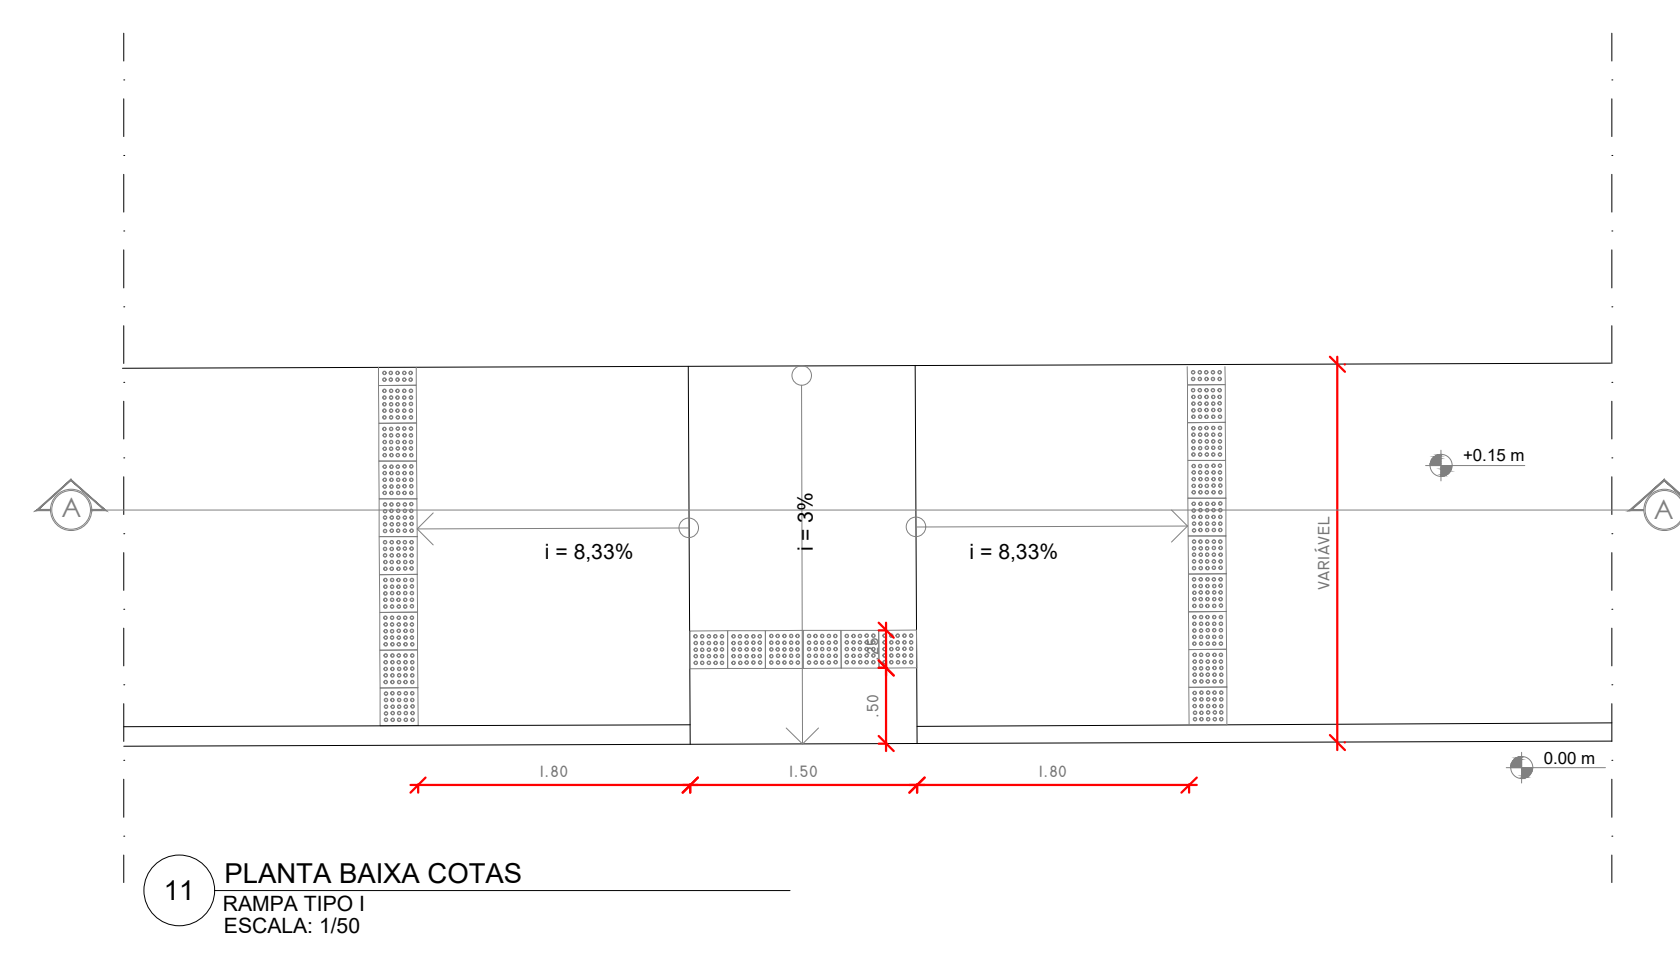 +0.15 m
i = 3%
A
A
VARIÁVEL
i = 8,33%
i = 8,33%
.25
.50
0.00 m
1.80
1.50
1.80
11
PLANTA BAIXA COTAS
RAMPA TIPO I
ESCALA: 1/50